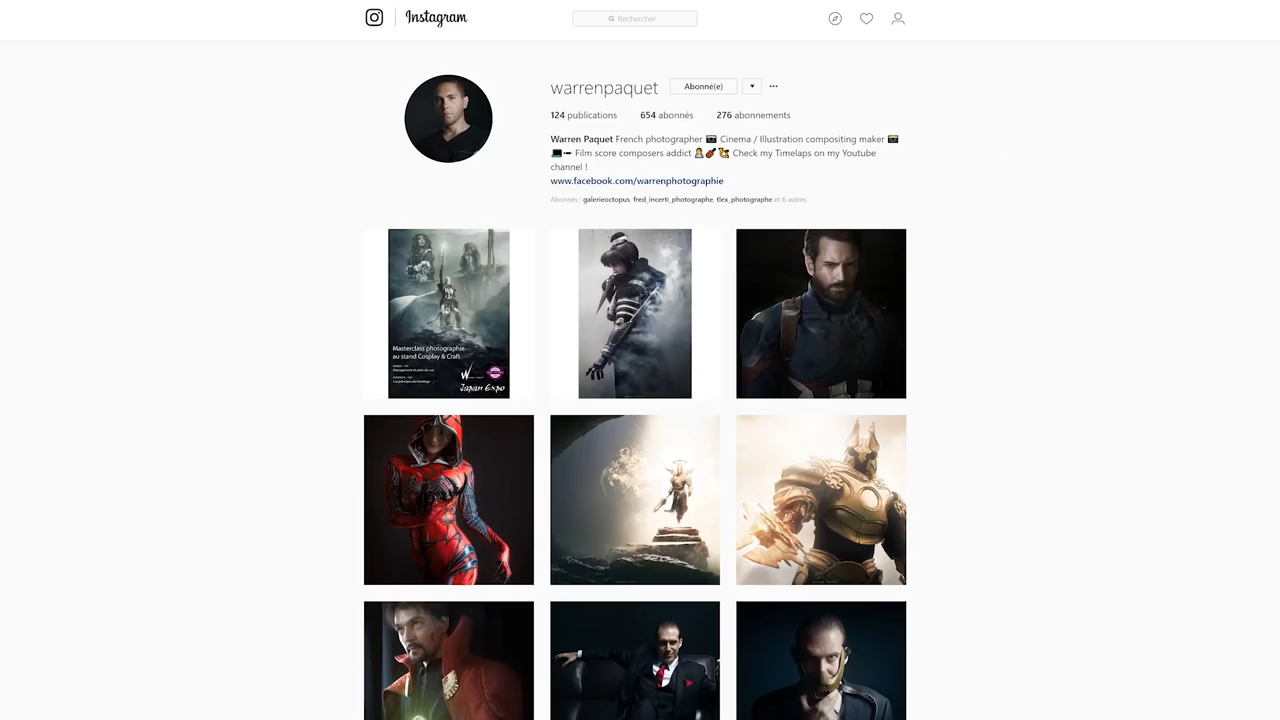 Instagram
Rechercher
warrenpaquet
Abonné(e)
124 publications
654 abonnés
276 abonnements
Warren Paquet French photographer 📷 Cinema / Illustration compositing maker 📸
Film score composers addict Check my Timelaps on my Youtube
channel !
www.facebook.com/warrenphotographie
Abonnés : galerieoctopus, fred_incerti_photographe, tlex_photographe et 6 autres
Masterclass photographie
au stand Cosplay & Craft
W
Japan Expo